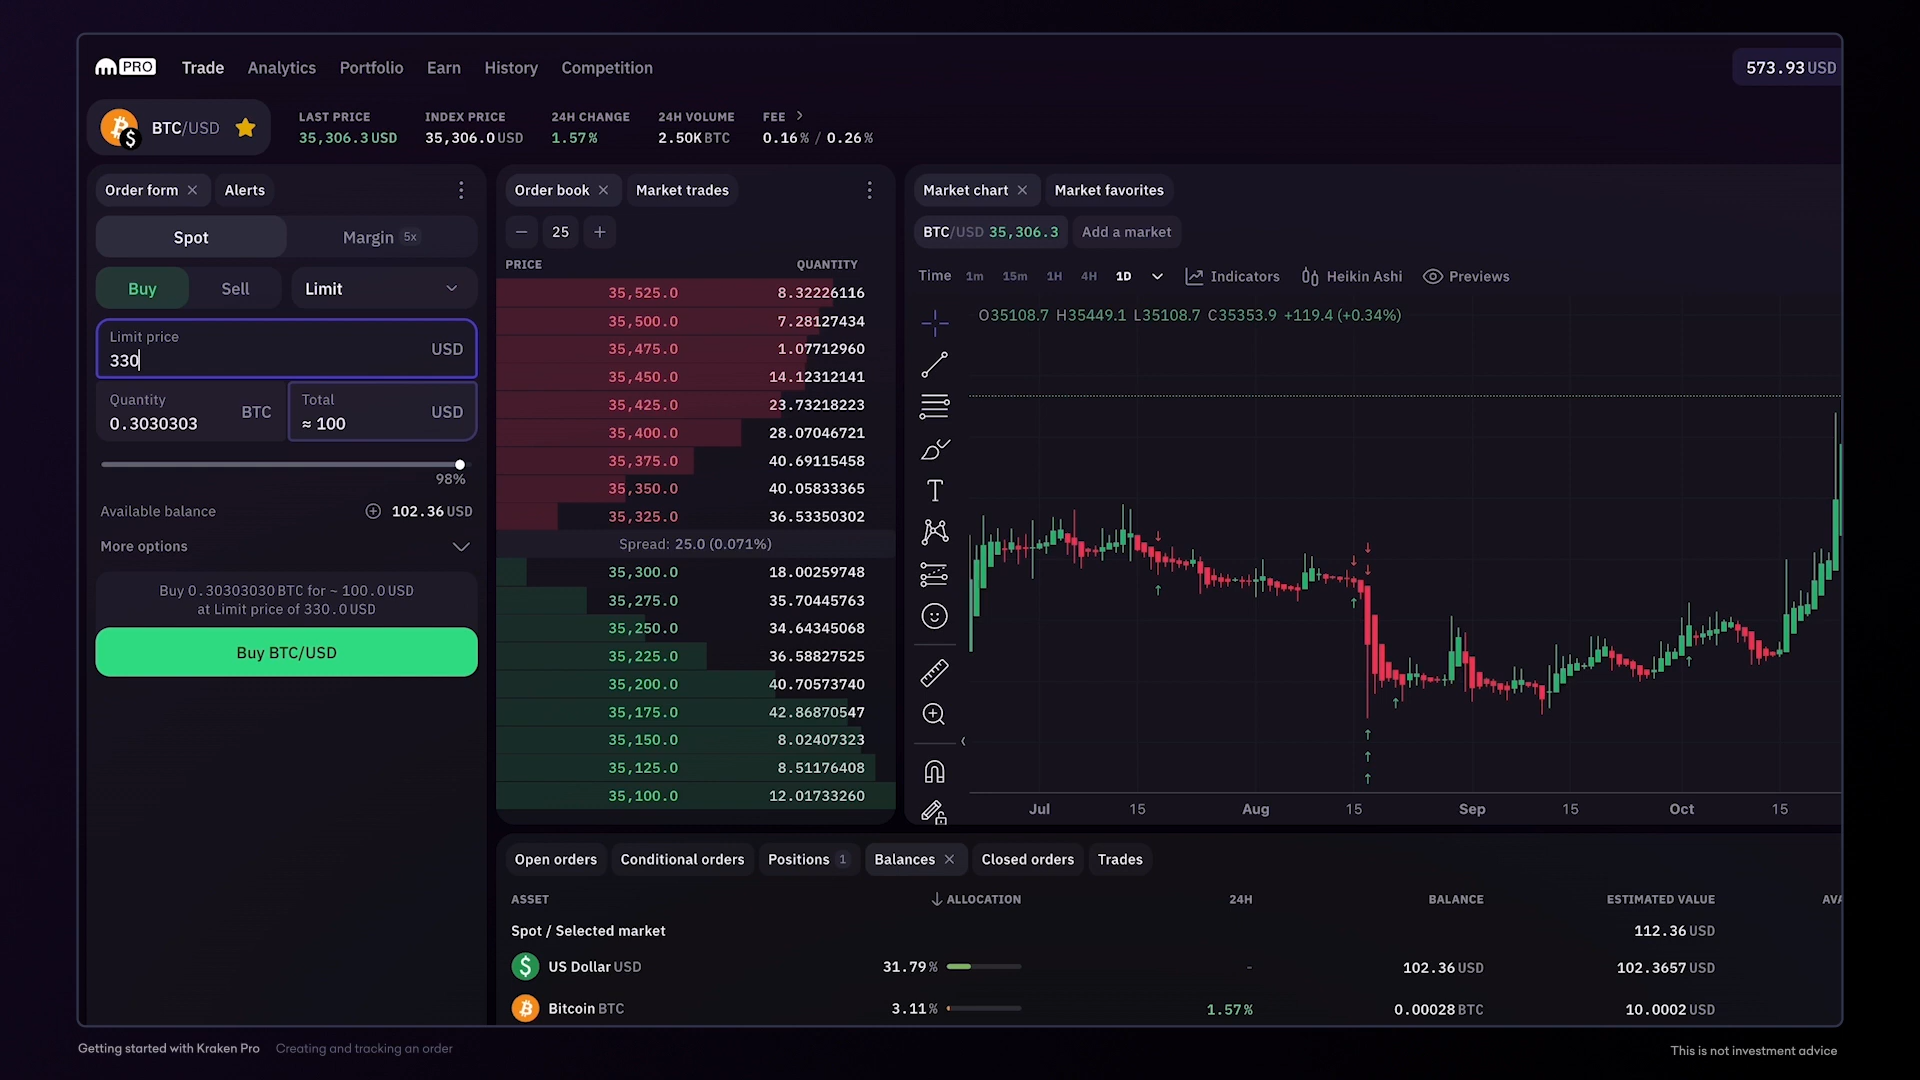 PRO Trade Analytics Portfolio Earn History Competition 573.93 USD
BTC/USD
LAST PRICE INDEX PRICE 24H CHANGE 24H VOLUME FEE
35,306.3 USD 35,306.0 USD 1.57% 2.50K BTC 0.16% / 0.26%
Order form Alerts
Spot Margin 5x
Buy Sell Limit
Limit price
330 USD
Quantity
0.3030303 BTC
Total
≈ 100 USD
98%
Available balance 102.36 USD
More options
Buy 0.30303030 BTC for ~ 100.0 USD
at Limit price of 330.0 USD
Buy BTC/USD
Order book Market trades
25
PRICE QUANTITY
35,525.0 8.32226116
35,500.0 7.28127434
35,475.0 1.07712960
35,450.0 14.12312141
35,425.0 23.73218223
35,400.0 28.07046721
35,375.0 40.69115458
35,350.0 40.05833365
35,325.0 36.53350302
Spread: 25.0 (0.071%)
35,300.0 18.00259748
35,275.0 35.70445763
35,250.0 34.64345068
35,225.0 36.58827525
35,200.0 40.70573740
35,175.0 42.86870547
35,150.0 8.02407323
35,125.0 8.51176408
35,100.0 12.01733260
Market chart Market favorites
BTC/USD 35,306.3 Add a market
Time 1m 15m 1H 4H 1D Indicators Heikin Ashi Previews
O35108.7 H35449.1 L35108.7 C35353.9 +119.4 (+0.34%)
Jul 15 Aug 15 Sep 15 Oct 15
Open orders Conditional orders Positions 1 Balances Closed orders Trades
ASSET ALLOCATION 24H BALANCE ESTIMATED VALUE AVA
Spot / Selected market 112.36 USD
US Dollar USD 31.79% - 102.36 USD 102.3657 USD
Bitcoin BTC 3.11% 1.57% 0.00028 BTC 10.0002 USD
Getting started with Kraken Pro Creating and tracking an order This is not investment advice